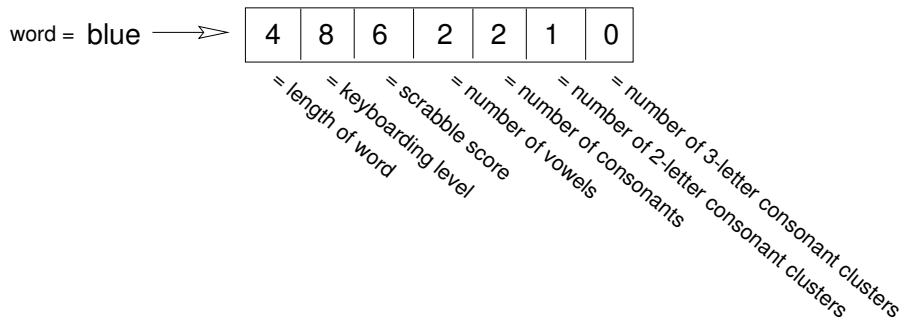 word = blue
4 8 6 2 2 1 0
= length of word
= keyboarding level
= scrabble score
= number of vowels
= number of consonants
= number of 2-letter consonant clusters
= number of 3-letter consonant clusters